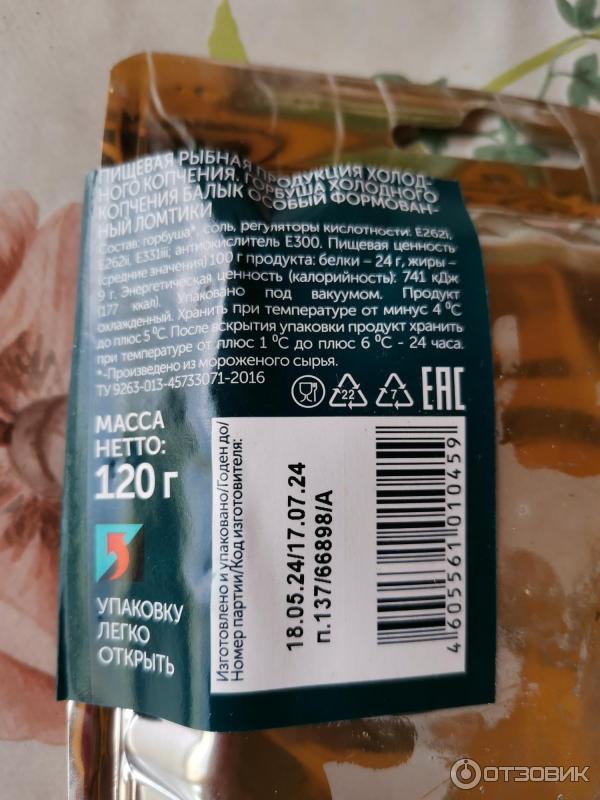 ПИЩЕВАЯ РЫБНАЯ ПРОДУКЦИЯ ХОЛОД-
НОГО КОПЧЕНИЯ. ГОРБУША ХОЛОДНОГО
КОПЧЕНИЯ БАЛЫК ОСОБЫЙ ФОРМОВАН-
НЫЙ ЛОМТИКИ
Состав: горбуша*, соль, регуляторы кислотности: Е262i,
E262ii, E331iii; антиокислитель Е300. Пищевая ценность
(средние значения) 100 г продукта: белки – 24 г, жиры –
9 г. Энергетическая ценность (калорийность): 741 кДж
(177 ккал). Упаковано под вакуумом. Продукт
охлажденный. Хранить при температуре от минус 4 °С
до плюс 5 °С. После вскрытия упаковки продукт хранить
при температуре от плюс 1 °С до плюс 6 °С - 24 часа.
*-Произведено из мороженого сырья.
ТУ 9263-013-45733071-2016
22
7
ЕАС
МАССА
НЕТТО:
120 г
УПАКОВКУ
ЛЕГКО
ОТКРЫТЬ
Изготовлено и упаковано/Годен до/
Номер партии/Код изготовителя:
18.05.24/17.07.24
п.137/66898/А
4 605561 010459
ОТЗОВИК